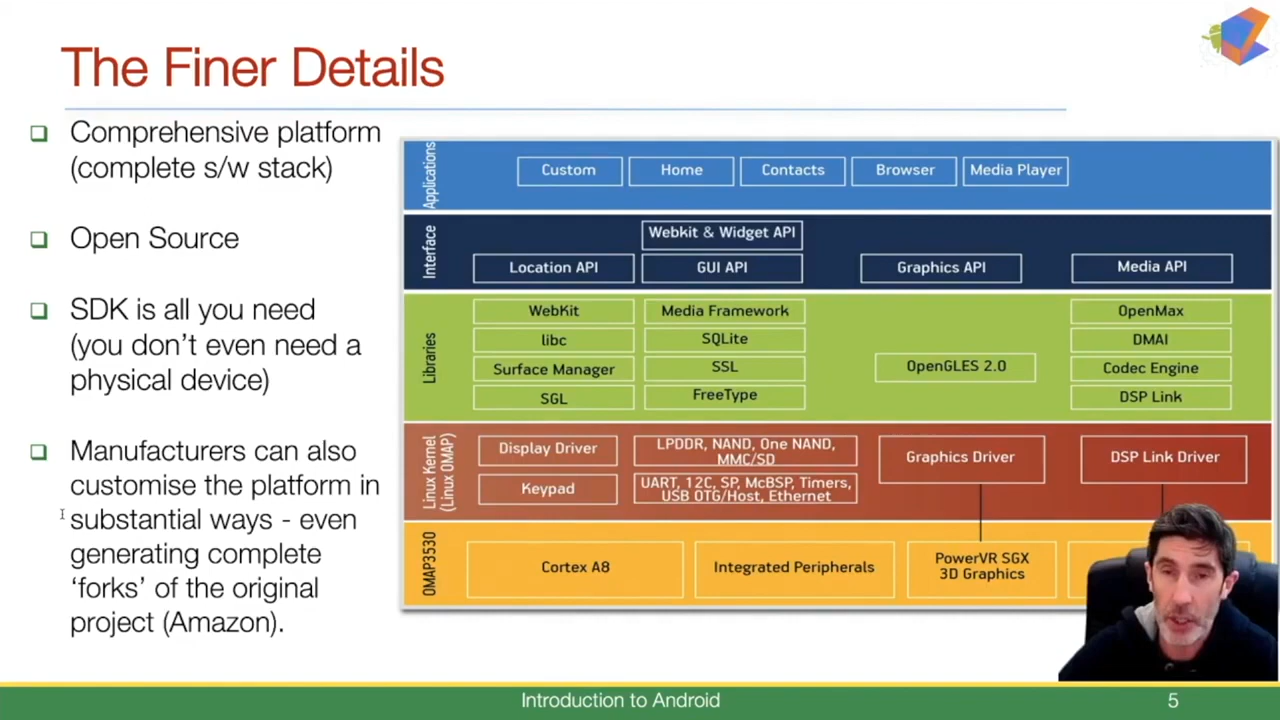 The Finer Details
Comprehensive platform
(complete s/w stack)
Open Source
SDK is all you need
(you don't even need a
physical device)
Manufacturers can also
customise the platform in
substantial ways - even
generating complete
'forks' of the original
project (Amazon).
Applications
Custom
Home
Contacts
Browser
Media Player
Interface
Webkit & Widget API
Location API
GUI API
Graphics API
Media API
Libraries
WebKit
Media Framework
OpenMax
libc
SQLite
DMAI
Surface Manager
SSL
OpenGLES 2.0
Codec Engine
SGL
FreeType
DSP Link
Linux Kernel
(Linux OMAP)
Display Driver
LPDDR, NAND, One NAND,
MMC/SD
Graphics Driver
DSP Link Driver
Keypad
UART, 12C, SP, McBSP, Timers,
USB OTG/Host, Ethernet
OMAP3530
Cortex A8
Integrated Peripherals
PowerVR SGX
3D Graphics
Introduction to Android
5